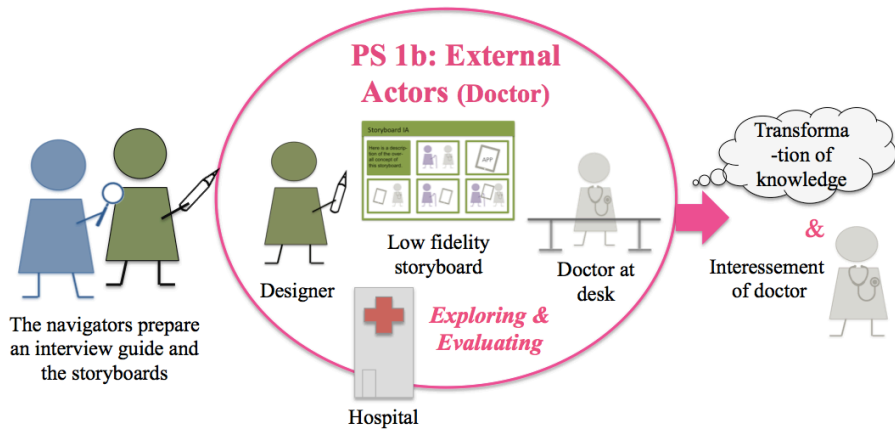 PS 1b: External
Actors (Doctor)
Storyboard IA
Here is a descrip-
tion of the over-
all concept of
this storyboard.
APP
Low fidelity
storyboard
Designer
Doctor at
desk
Exploring &
Evaluating
Hospital
The navigators prepare
an interview guide and
the storyboards
Transforma
-tion of
knowledge
&
Interessement
of doctor